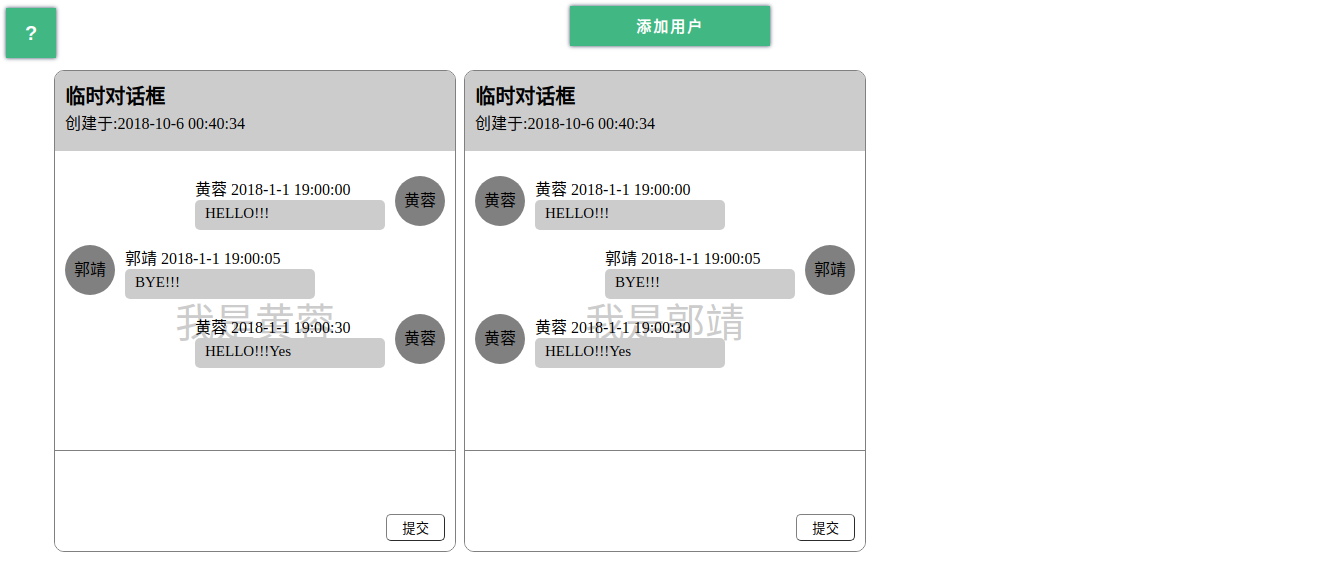 ?
添加用户
临时对话框
创建于:2018-10-6 00:40:34
黄蓉 2018-1-1 19:00:00
黄蓉
HELLO!!!
郭靖
郭靖 2018-1-1 19:00:05
BYE!!!
我是黄蓉
黄蓉 2018-1-1 19:00:30
黄蓉
HELLO!!!Yes
提交
临时对话框
创建于:2018-10-6 00:40:34
黄蓉
黄蓉 2018-1-1 19:00:00
HELLO!!!
郭靖 2018-1-1 19:00:05
郭靖
BYE!!!
我是郭靖
黄蓉
黄蓉 2018-1-1 19:00:30
HELLO!!!Yes
提交